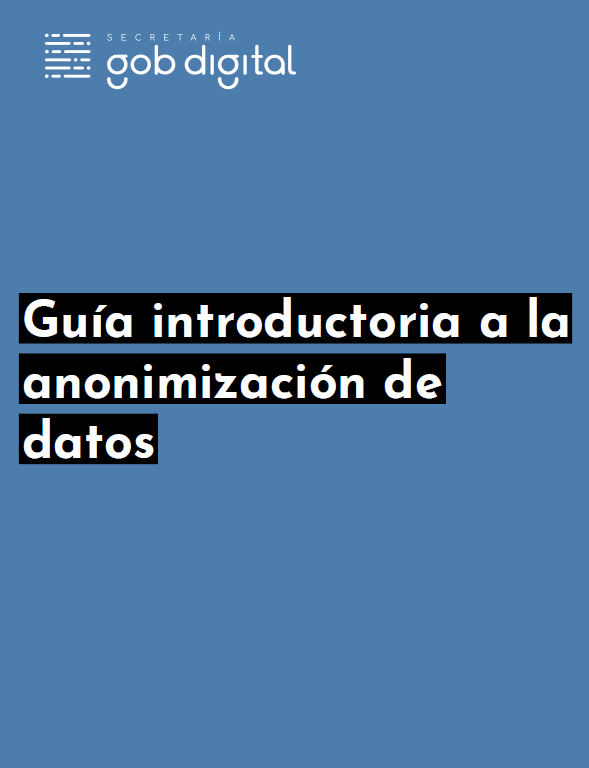 SECRETARÍA
gob digital
Guía introductoria a la
anonimización de
datos